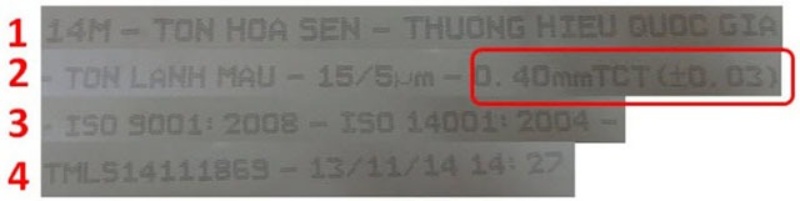 1 14M - TON HOA SEN - THUONG HIEU QUOC GIA
2 - TON LANH MAU - 15/5µm - 0.40mmTCT(±0.03)
3 - ISO 9001:2008 - ISO 14001:2004 -
4 TMLS14111869 - 13/11/14 14:27